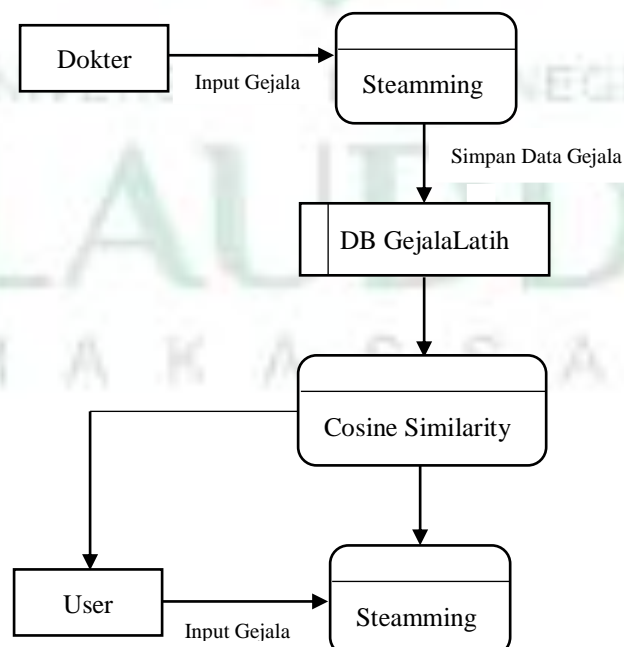 Dokter
Input Gejala
Steamming
Simpan Data Gejala
DB GejalaLatih
Cosine Similarity
User
Input Gejala
Steamming